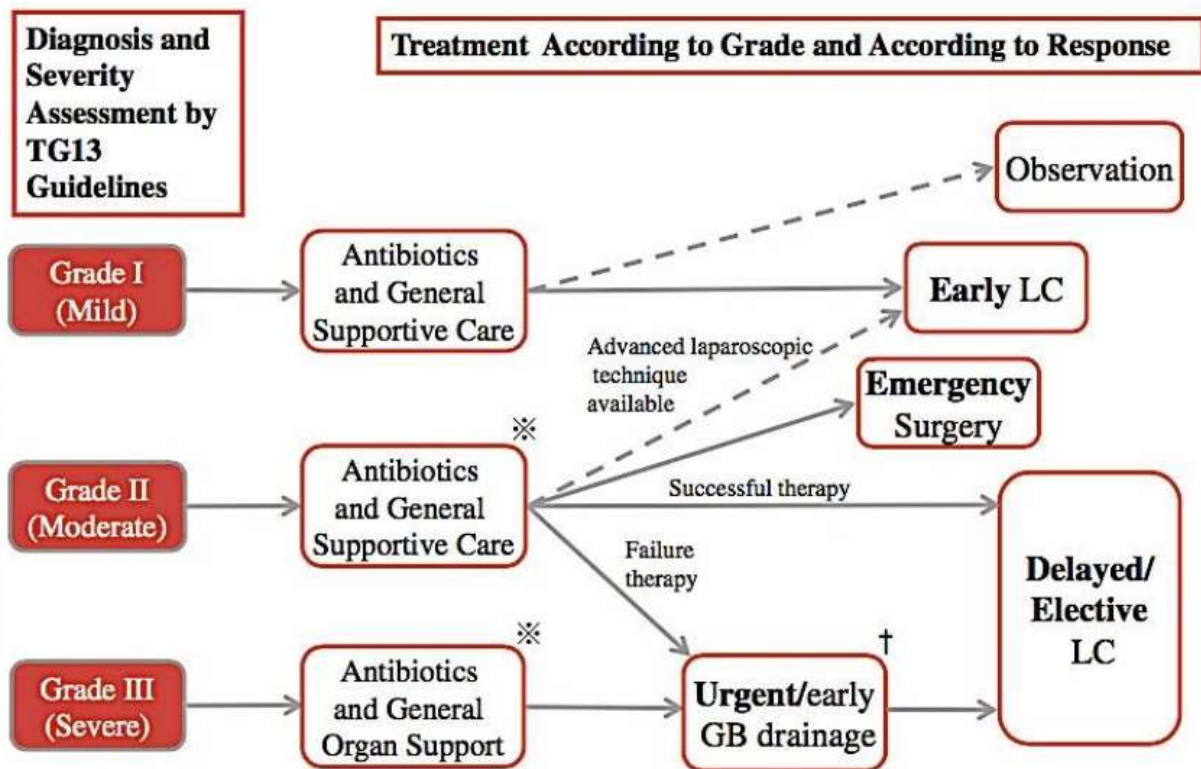 Diagnosis and
Severity
Assessment by
TG13
Guidelines
Treatment According to Grade and According to Response
Observation
Grade I
(Mild)
Antibiotics
and General
Supportive Care
Early LC
Advanced laparoscopic
technique
available
Emergency
Surgery
Grade II
(Moderate)
※
Antibiotics
and General
Supportive Care
Successful therapy
Failure
therapy
Delayed/
Elective
LC
Grade III
(Severe)
※
Antibiotics
and General
Organ Support
†
Urgent/early
GB drainage